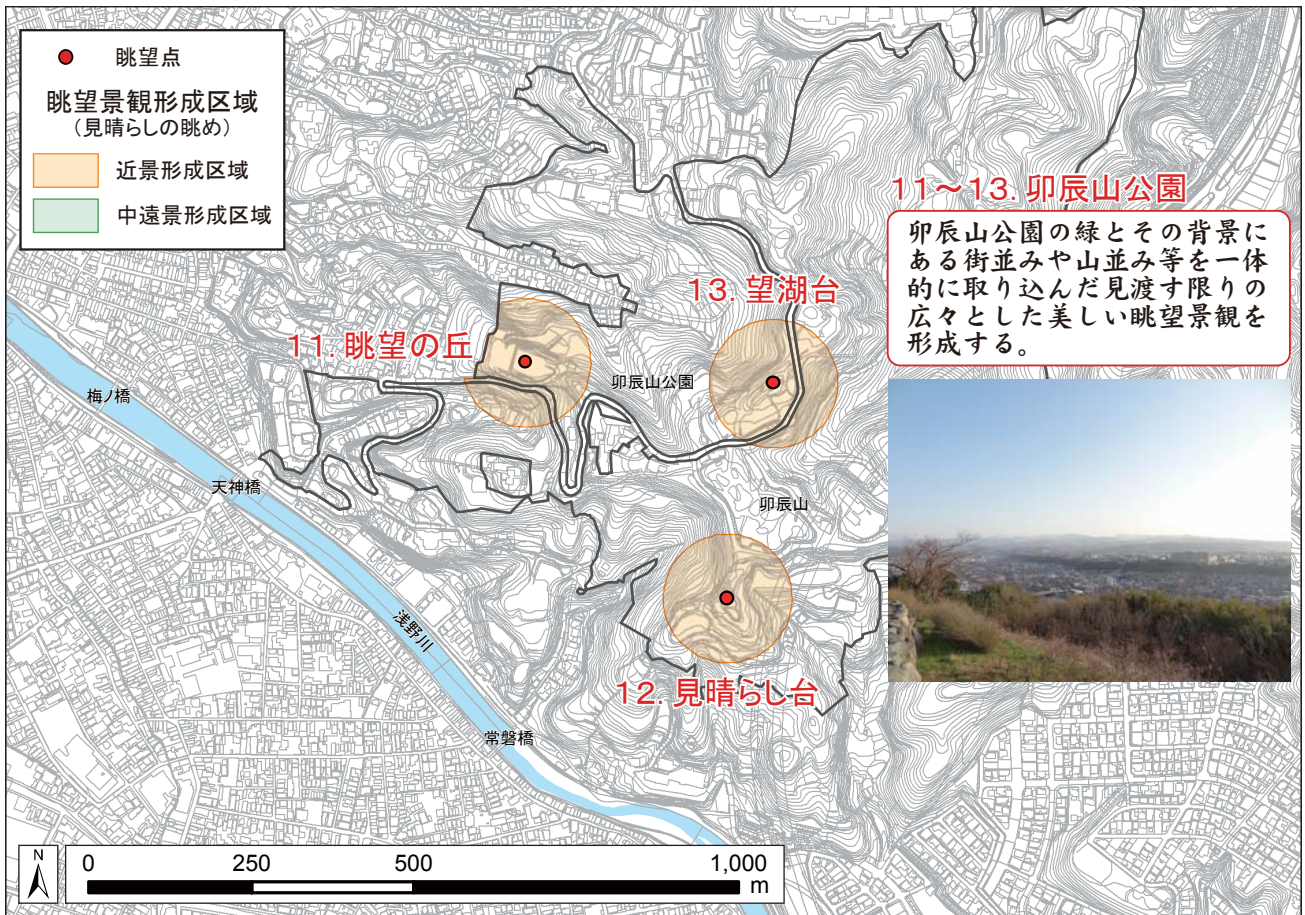 眺望点
眺望景観形成区域
（見晴らしの眺め）
近景形成区域
中遠景形成区域
11～13. 卯辰山公園
卯辰山公園の緑とその背景に
ある街並みや山並み等を一体
的に取り込んだ見渡す限りの
広々とした美しい眺望景観を
形成する。
13. 望湖台
11. 眺望の丘
卯辰山公園
梅ノ橋
天神橋
卯辰山
浅野川
12. 見晴らし台
常磐橋
N
0 250 500 1,000
m